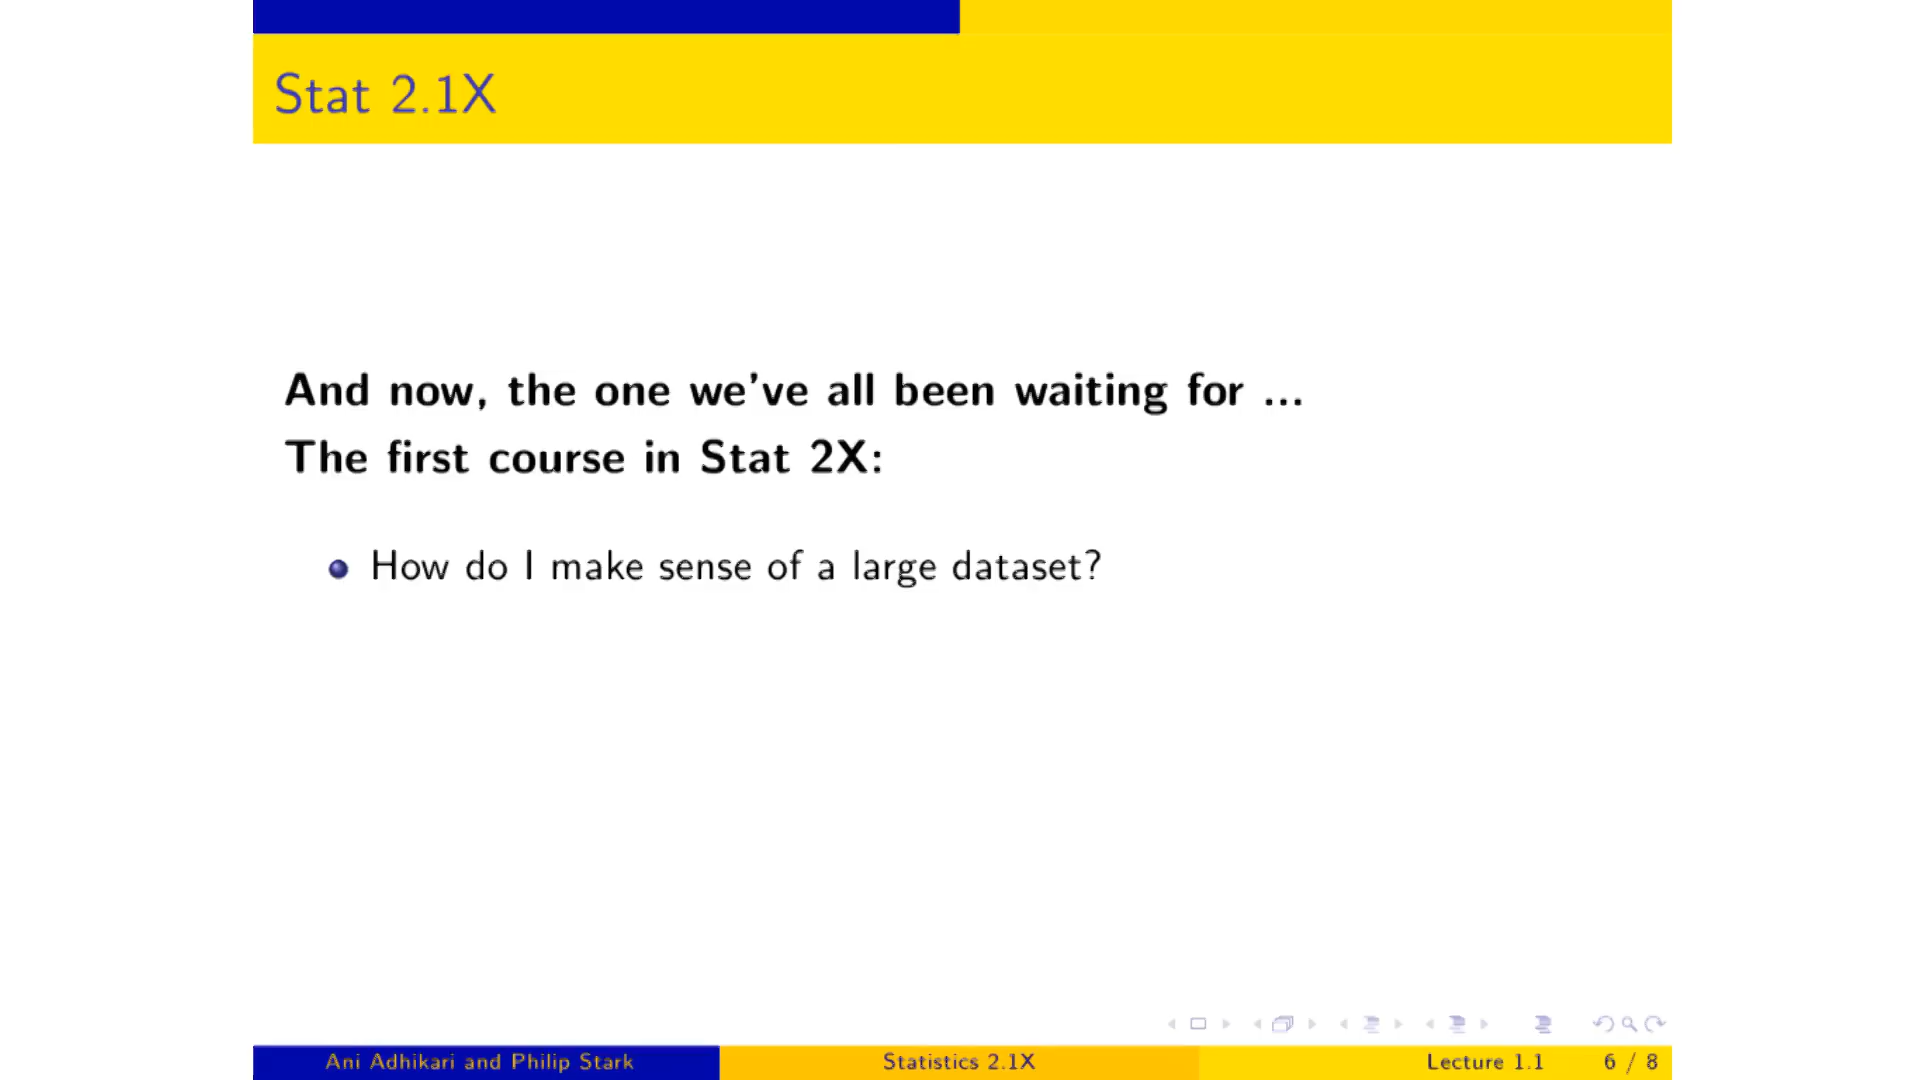 Stat 2.1X
And now, the one we've all been waiting for ...
The first course in Stat 2X:
How do I make sense of a large dataset?
Ani Adhikari and Philip Stark
Statistics 2.1X
Lecture 1.1
6 / 8